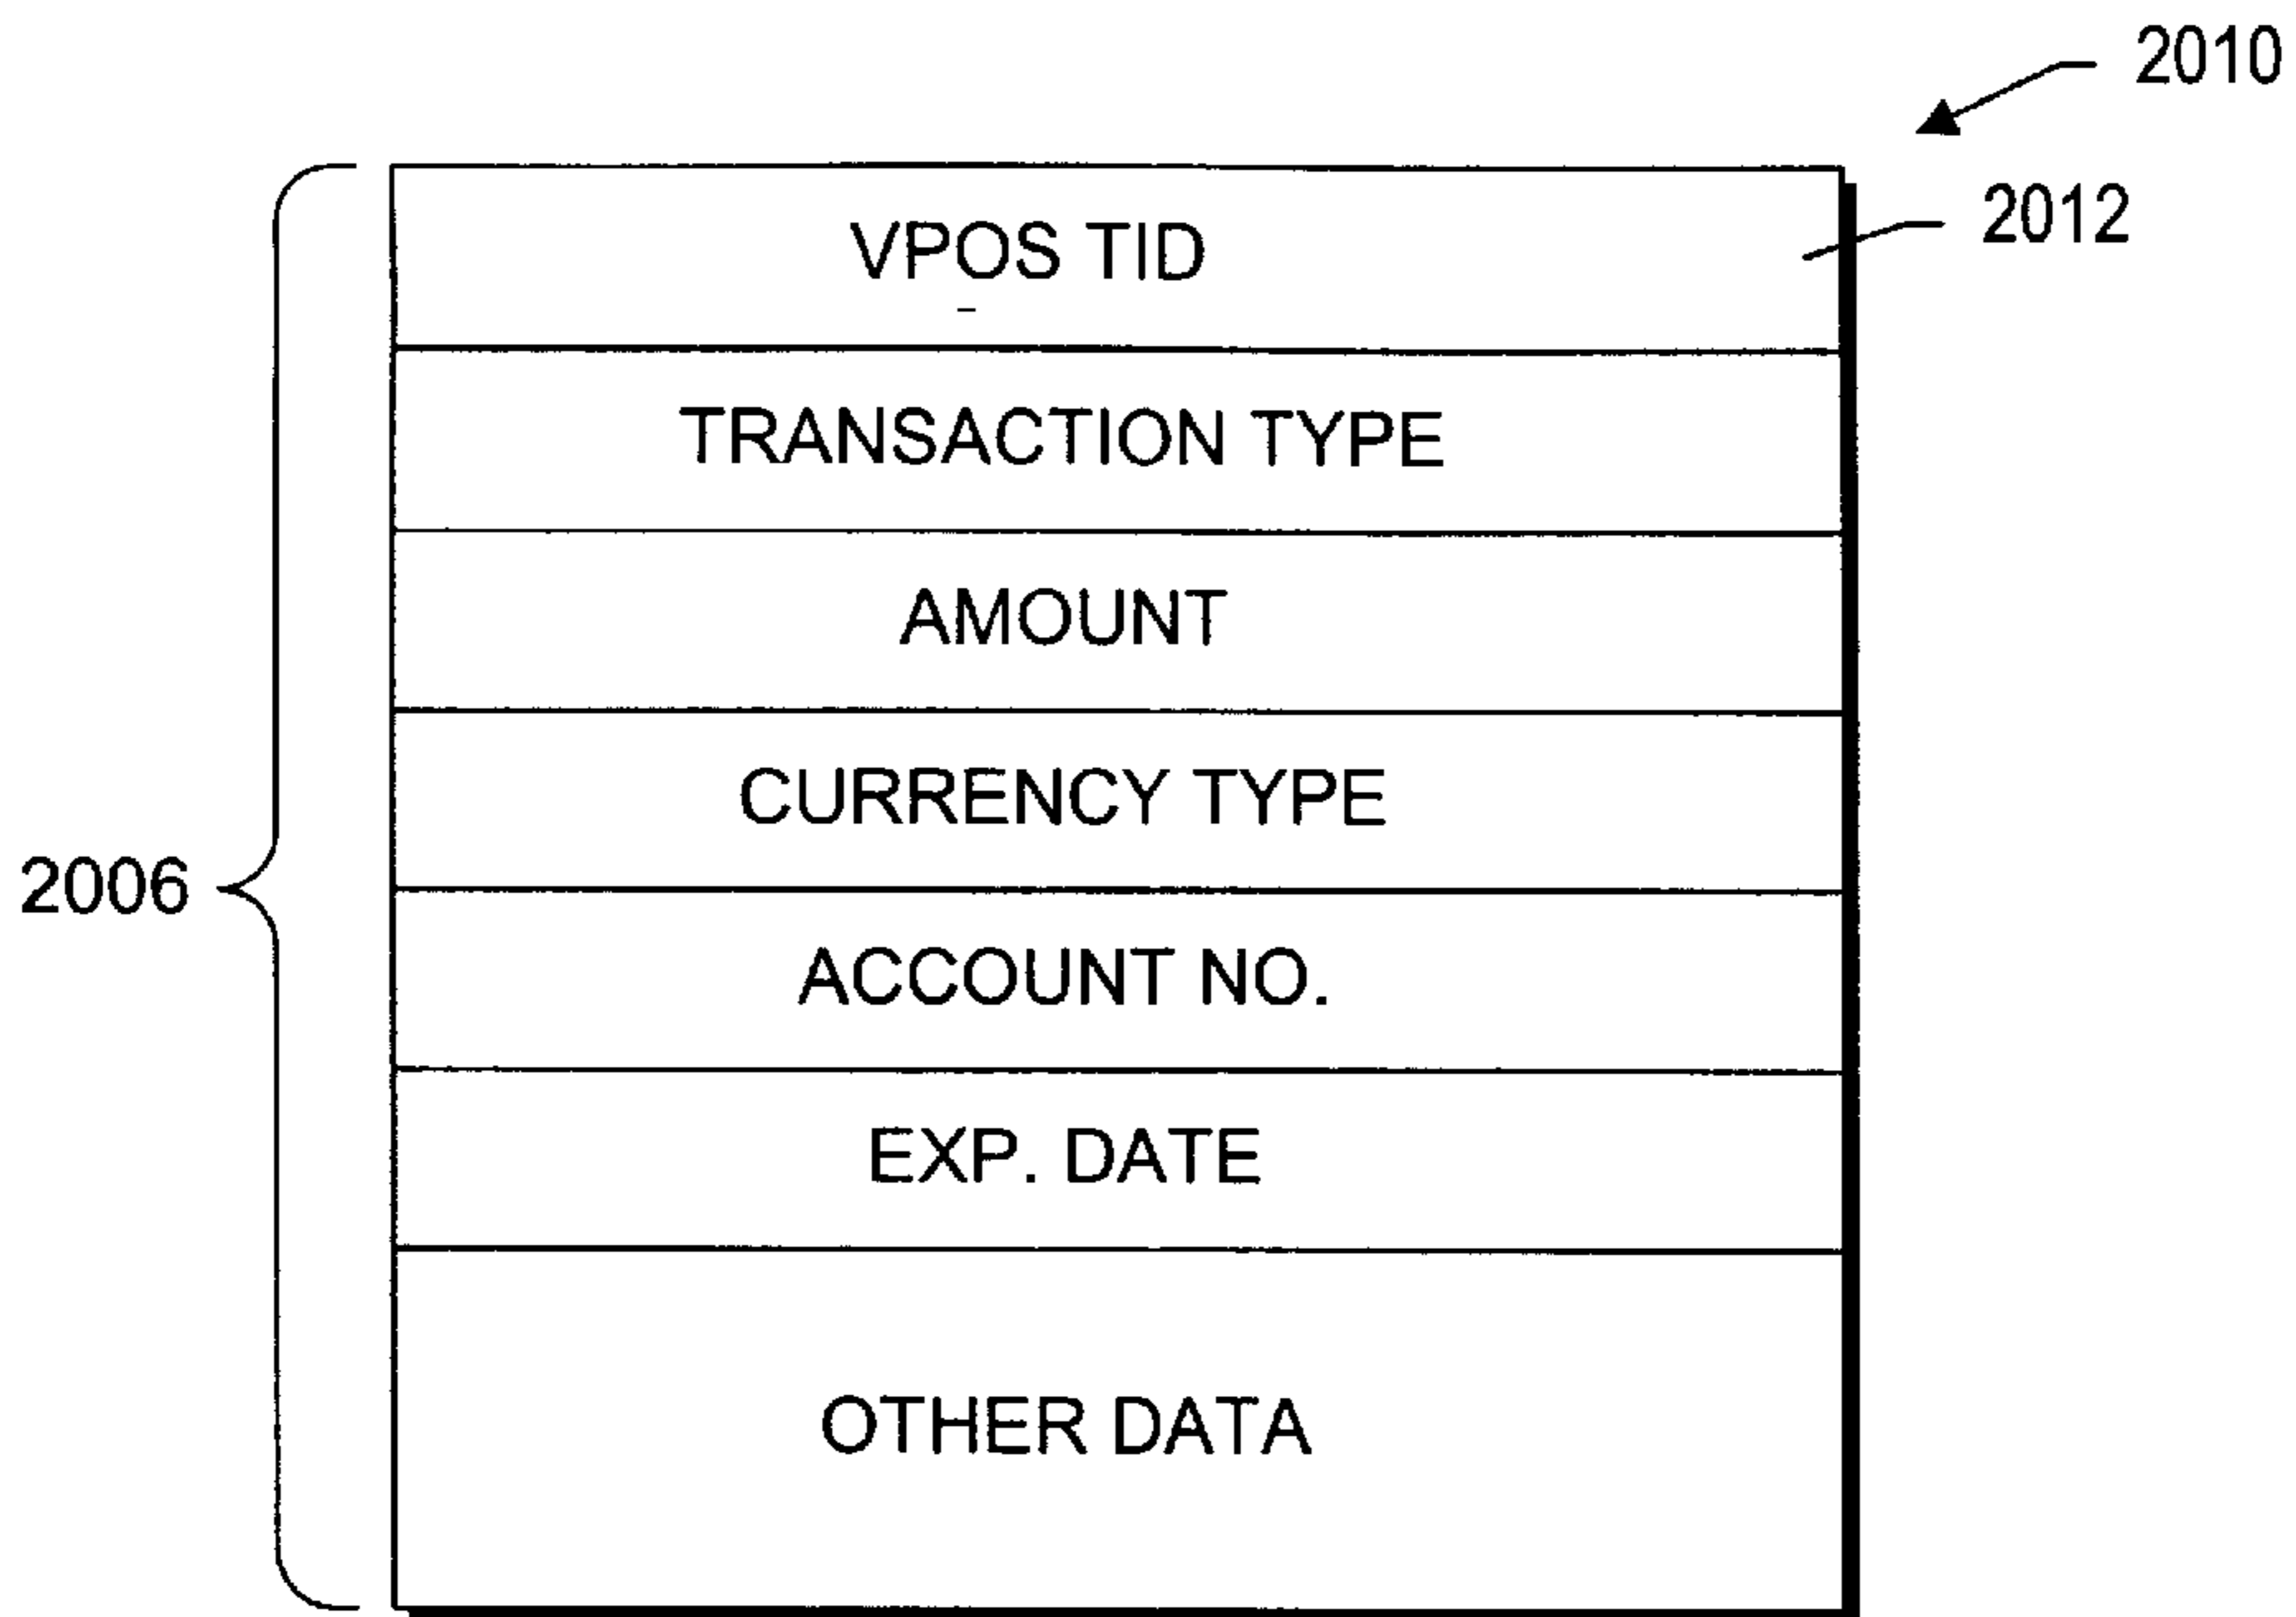 2010
2012
VPOS TID
TRANSACTION TYPE
AMOUNT
CURRENCY TYPE
2006
ACCOUNT NO.
EXP. DATE
OTHER DATA